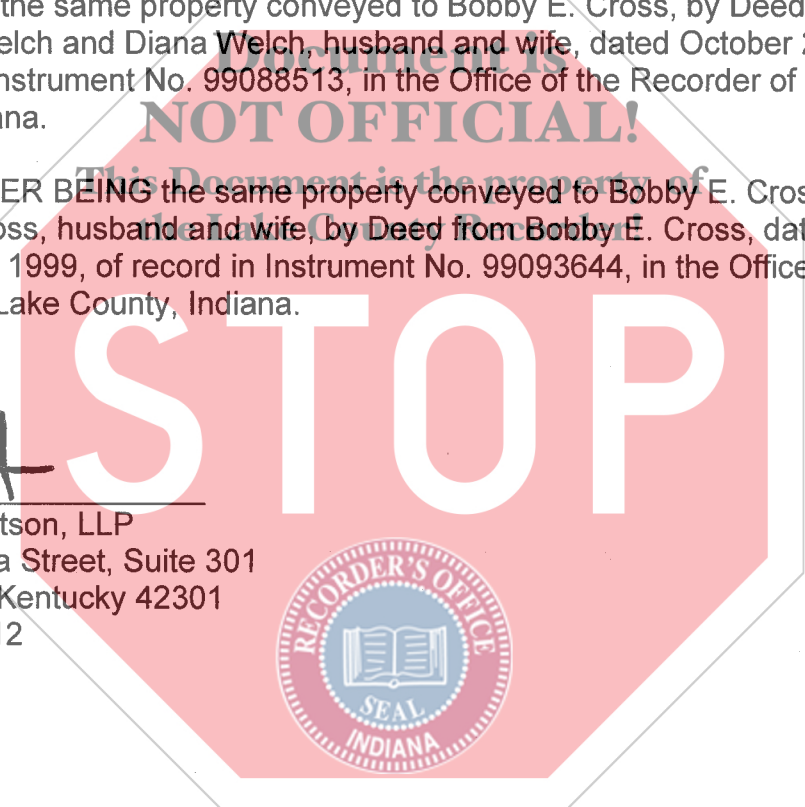 the same property conveyed to Bobby E. Cross, by Deed
elch and Diana Welch, husband and wife, dated October
Document is
nstrument No. 99088513, in the Office of the Recorder of
na.
NOT OFFICIAL!
This Document is the property of
ER BEING the same property conveyed to Bobby E. Cros
the Lake County Recorder!
oss, husband and wife, by Deed from Bobby E. Cross, dat
1999, of record in Instrument No. 99093644, in the Office
Lake County, Indiana.
STOP
tson, LLP
a Street, Suite 301
Kentucky 42301
12
RECORDER'S OFFICE
SEAL
INDIANA